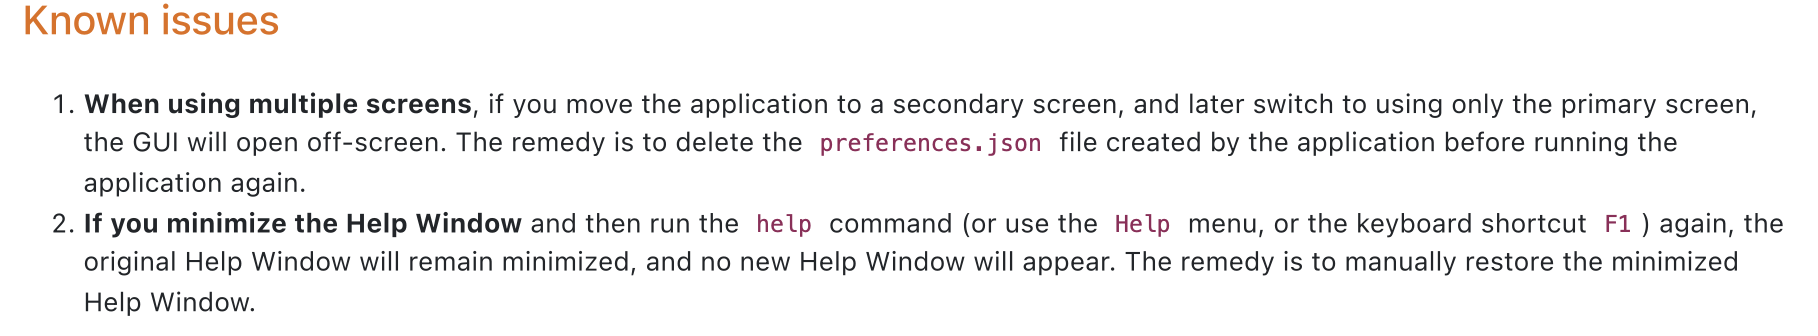 Known issues
1. When using multiple screens, if you move the application to a secondary screen, and later switch to using only the primary screen,
the GUI will open off-screen. The remedy is to delete the preferences.json file created by the application before running the
application again.
2. If you minimize the Help Window and then run the help command (or use the Help menu, or the keyboard shortcut F1 ) again, the
original Help Window will remain minimized, and no new Help Window will appear. The remedy is to manually restore the minimized
Help Window.